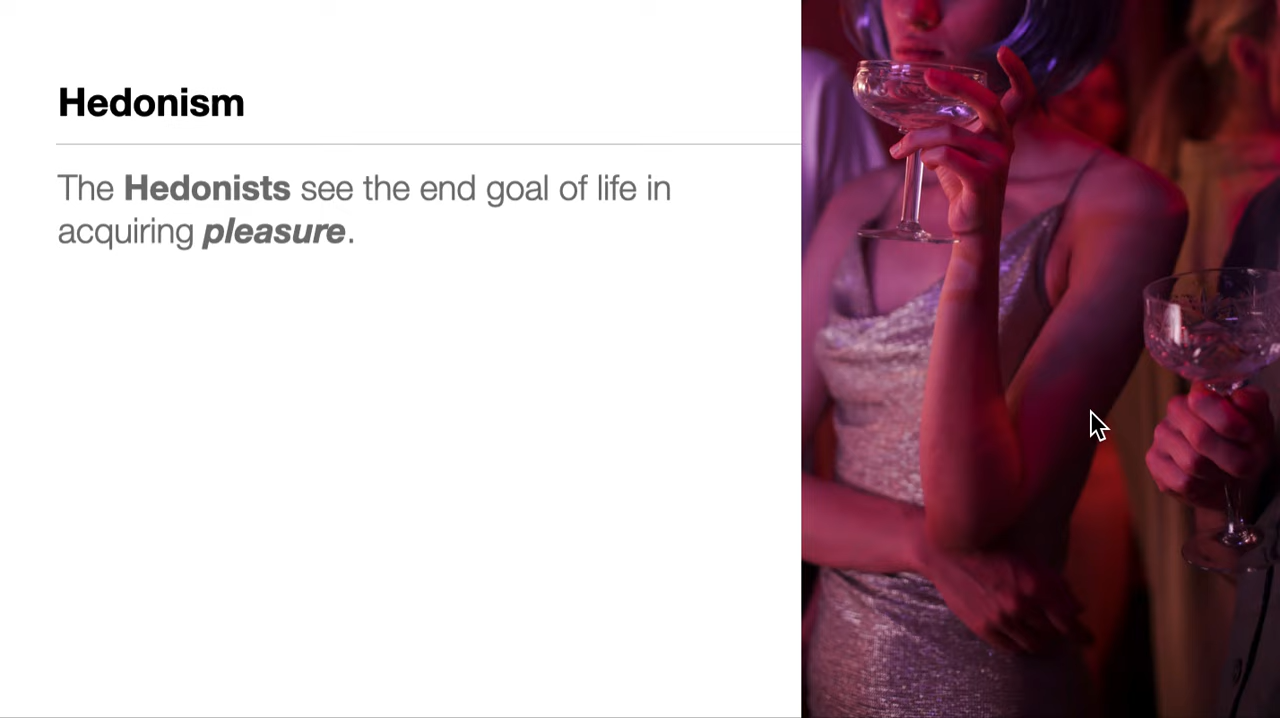 Hedonism
The Hedonists see the end goal of life in
acquiring pleasure.